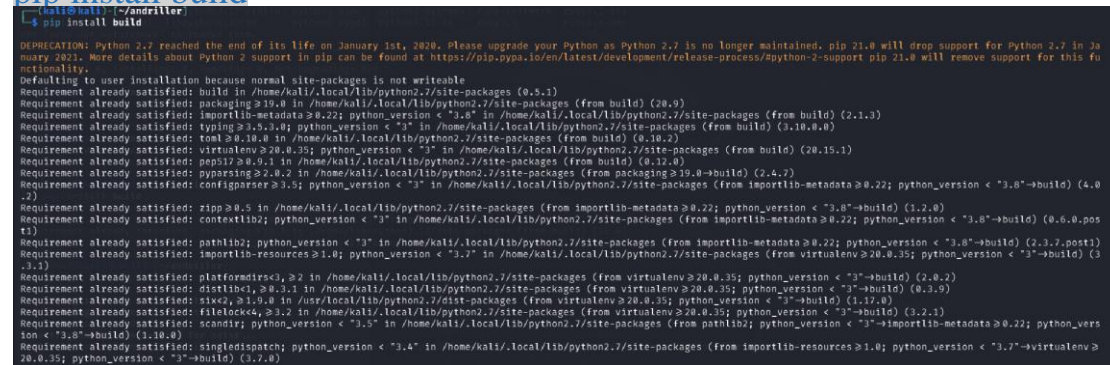 pip install build
(kali㉿kali)-[~/andriller]
$ pip install build
DEPRECATION: Python 2.7 reached the end of its life on January 1st, 2020. Please upgrade your Python as Python 2.7 is no longer maintained. pip 21.0 will drop support for Python 2.7 in Ja
nuary 2021. More details about Python 2 support in pip can be found at https://pip.pypa.io/en/latest/development/release-process/#python-2-support pip 21.0 will remove support for this fu
nctionality.
Defaulting to user installation because normal site-packages is not writeable
Requirement already satisfied: build in /home/kali/.local/lib/python2.7/site-packages (0.5.1)
Requirement already satisfied: packaging≥19.0 in /home/kali/.local/lib/python2.7/site-packages (from build) (20.9)
Requirement already satisfied: importlib-metadata≥0.22; python_version < "3.8" in /home/kali/.local/lib/python2.7/site-packages (from build) (2.1.3)
Requirement already satisfied: typing≥3.5.3.0; python_version < "3" in /home/kali/.local/lib/python2.7/site-packages (from build) (3.10.0.0)
Requirement already satisfied: toml≥0.10.0 in /home/kali/.local/lib/python2.7/site-packages (from build) (0.10.2)
Requirement already satisfied: virtualenv≥20.0.35; python_version < "3" in /home/kali/.local/lib/python2.7/site-packages (from build) (20.15.1)
Requirement already satisfied: pep517≥0.9.1 in /home/kali/.local/lib/python2.7/site-packages (from build) (0.12.0)
Requirement already satisfied: pyparsing≥2.0.2 in /home/kali/.local/lib/python2.7/site-packages (from packaging≥19.0→build) (2.4.7)
Requirement already satisfied: configparser≥3.5; python_version < "3" in /home/kali/.local/lib/python2.7/site-packages (from importlib-metadata≥0.22; python_version < "3.8"→build) (4.0
.2)
Requirement already satisfied: zipp≥0.5 in /home/kali/.local/lib/python2.7/site-packages (from importlib-metadata≥0.22; python_version < "3.8"→build) (1.2.0)
Requirement already satisfied: contextlib2; python_version < "3" in /home/kali/.local/lib/python2.7/site-packages (from importlib-metadata≥0.22; python_version < "3.8"→build) (0.6.0.pos
t1)
Requirement already satisfied: pathlib2; python_version < "3" in /home/kali/.local/lib/python2.7/site-packages (from importlib-metadata≥0.22; python_version < "3.8"→build) (2.3.7.post1)
Requirement already satisfied: importlib-resources≥1.0; python_version < "3.7" in /home/kali/.local/lib/python2.7/site-packages (from virtualenv≥20.0.35; python_version < "3"→build) (3
.3.1)
Requirement already satisfied: platformdirs<3,≥2 in /home/kali/.local/lib/python2.7/site-packages (from virtualenv≥20.0.35; python_version < "3"→build) (2.0.2)
Requirement already satisfied: distlib<1,≥0.3.1 in /home/kali/.local/lib/python2.7/site-packages (from virtualenv≥20.0.35; python_version < "3"→build) (0.3.9)
Requirement already satisfied: six<2,≥1.9.0 in /usr/local/lib/python2.7/dist-packages (from virtualenv≥20.0.35; python_version < "3"→build) (1.17.0)
Requirement already satisfied: filelock<4,≥3.2 in /home/kali/.local/lib/python2.7/site-packages (from virtualenv≥20.0.35; python_version < "3"→build) (3.2.1)
Requirement already satisfied: scandir; python_version < "3.5" in /home/kali/.local/lib/python2.7/site-packages (from pathlib2; python_version < "3"→importlib-metadata≥0.22; python_vers
ion < "3.8"→build) (1.10.0)
Requirement already satisfied: singledispatch; python_version < "3.4" in /home/kali/.local/lib/python2.7/site-packages (from importlib-resources≥1.0; python_version < "3.7"→virtualenv≥
20.0.35; python_version < "3"→build) (3.7.0)